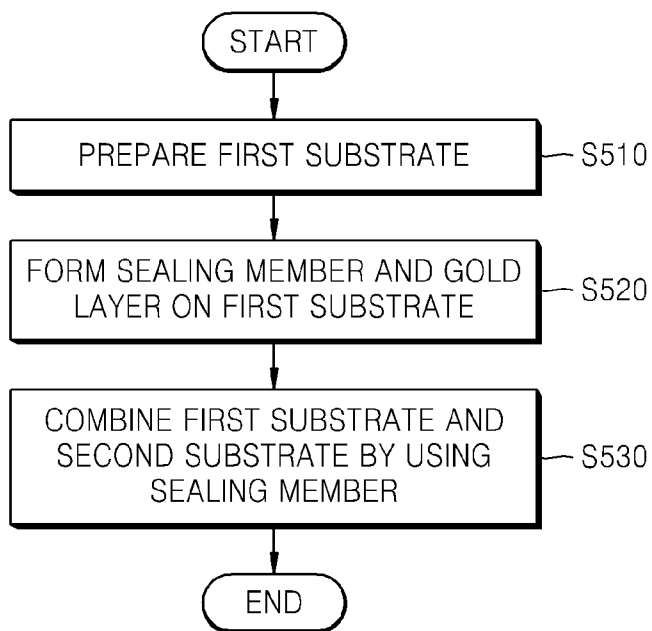 START
PREPARE FIRST SUBSTRATE
S510
FORM SEALING MEMBER AND GOLD
LAYER ON FIRST SUBSTRATE
S520
COMBINE FIRST SUBSTRATE AND
SECOND SUBSTRATE BY USING
SEALING MEMBER
S530
END